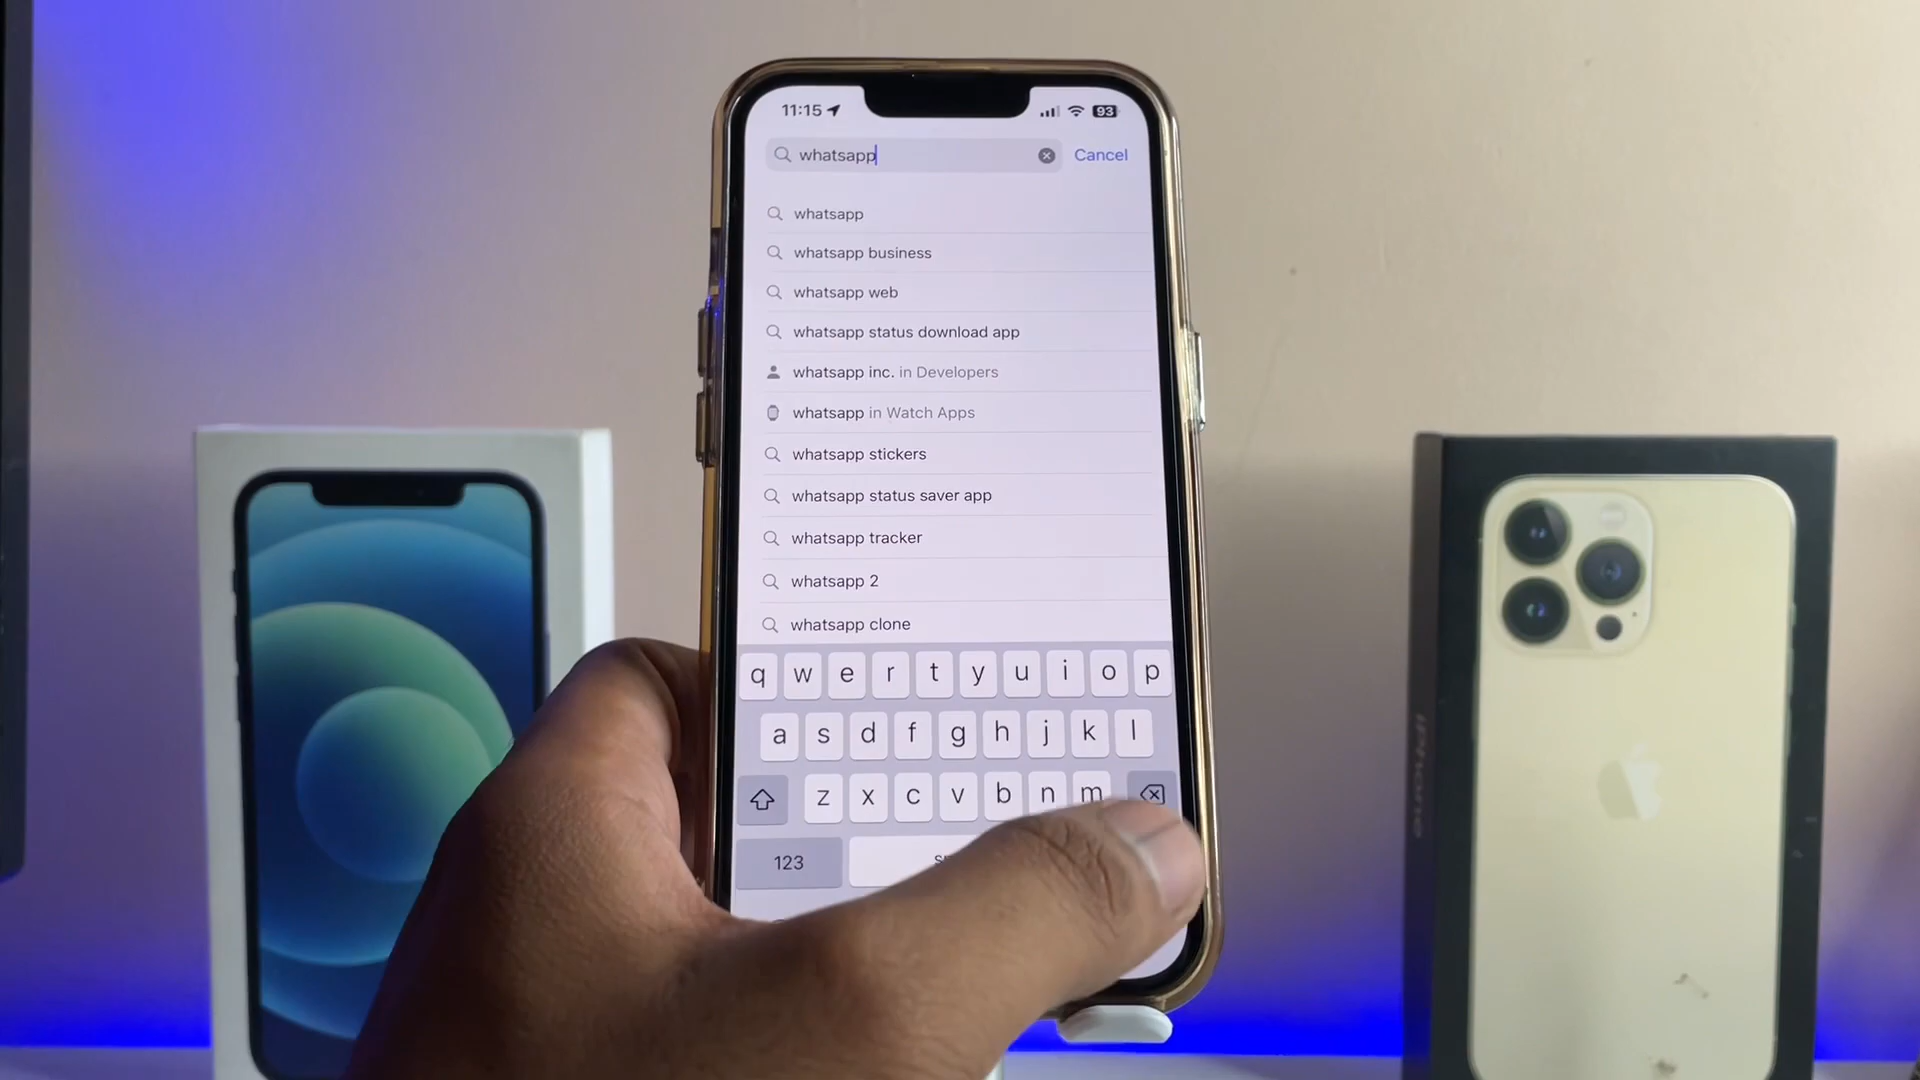 11:15
93
whatsapp
Cancel
whatsapp
whatsapp business
whatsapp web
whatsapp status download app
whatsapp inc. in Developers
whatsapp in Watch Apps
whatsapp stickers
whatsapp status saver app
whatsapp tracker
whatsapp 2
whatsapp clone
q w e r t y u i o p
a s d f g h j k l
z x c v b n m
123
iPhone